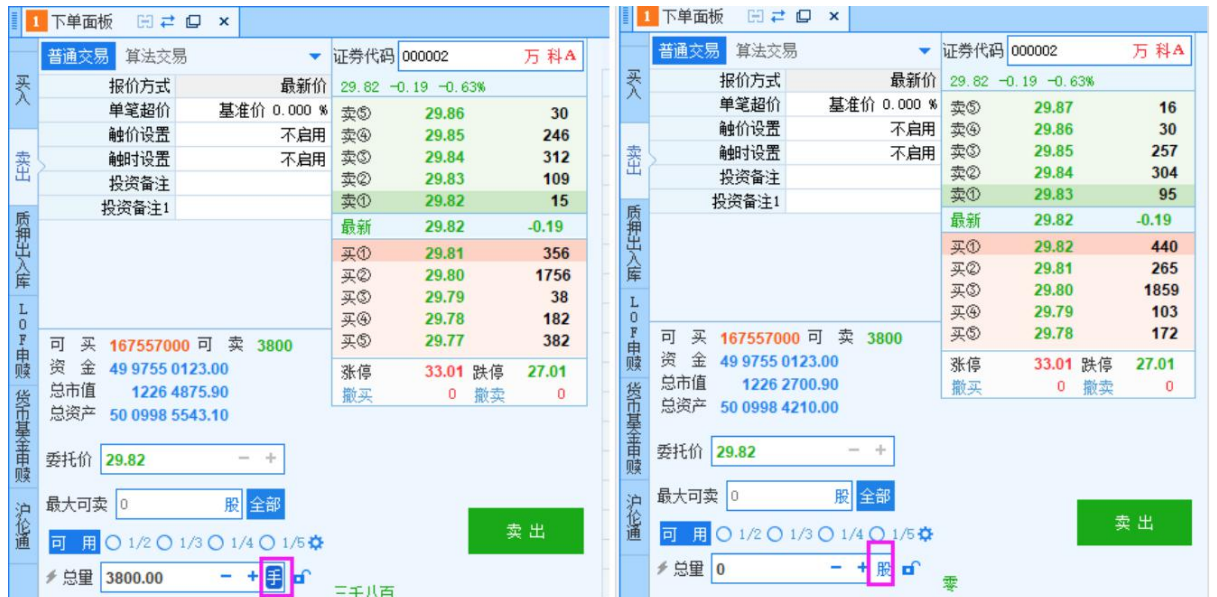 1 下单面板
普通交易 算法交易 证券代码 000002 万 科A
报价方式 最新价 29.82 -0.19 -0.63%
单笔超价 基准价 0.000 % 卖⑤ 29.86 30
触价设置 不启用 卖④ 29.85 246
触时设置 不启用 卖③ 29.84 312
投资备注 卖② 29.83 109
投资备注1 卖① 29.82 15
最新 29.82 -0.19
买① 29.81 356
买② 29.80 1756
买③ 29.79 38
买④ 29.78 182
买⑤ 29.77 382
可 买 167557000 可 卖 3800
资 金 49 9755 0123.00
总市值 1226 4875.90
总资产 50 0998 5543.10
涨停 33.01 跌停 27.01
撤买 0 撤卖 0
委托价 29.82 − +
最大可卖 0 股 全部
可 用 1/2 1/3 1/4 1/5
卖出
总量 3800.00 − + 手
三千八百
买入
卖出
质押出入库
LOF申赎
货币基金申赎
沪伦通
1 下单面板
普通交易 算法交易 证券代码 000002 万 科A
报价方式 最新价 29.82 -0.19 -0.63%
单笔超价 基准价 0.000 % 卖⑤ 29.87 16
触价设置 不启用 卖④ 29.86 30
触时设置 不启用 卖③ 29.85 257
投资备注 卖② 29.84 304
投资备注1 卖① 29.83 95
最新 29.82 -0.19
买① 29.82 440
买② 29.81 265
买③ 29.80 1859
买④ 29.79 103
买⑤ 29.78 172
可 买 167557000 可 卖 3800
资 金 49 9755 0123.00
总市值 1226 2700.90
总资产 50 0998 4210.00
涨停 33.01 跌停 27.01
撤买 0 撤卖 0
委托价 29.82 − +
最大可卖 0 股 全部
可 用 1/2 1/3 1/4 1/5
卖出
总量 0 − + 股
零
买入
卖出
质押出入库
LOF申赎
货币基金申赎
沪伦通